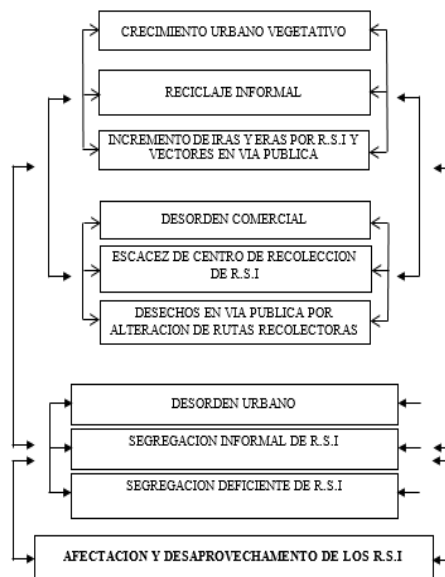 CRECIMIENTO URBANO VEGETATIVO
RECICLAJE INFORMAL
INCREMENTO DE IRAS Y ERAS POR R.S.I Y
VECTORES EN VIA PUBLICA
DESORDEN COMERCIAL
ESCACEZ DE CENTRO DE RECOLECCION
DE R.S.I
DESECHOS EN VIA PUBLICA POR
ALTERACION DE RUTAS RECOLECTORAS
DESORDEN URBANO
SEGREGACION INFORMAL DE R.S.I
SEGREGACION DEFICIENTE DE R.S.I
AFECTACION Y DESAPROVECHAMENTO DE LOS R.S.I